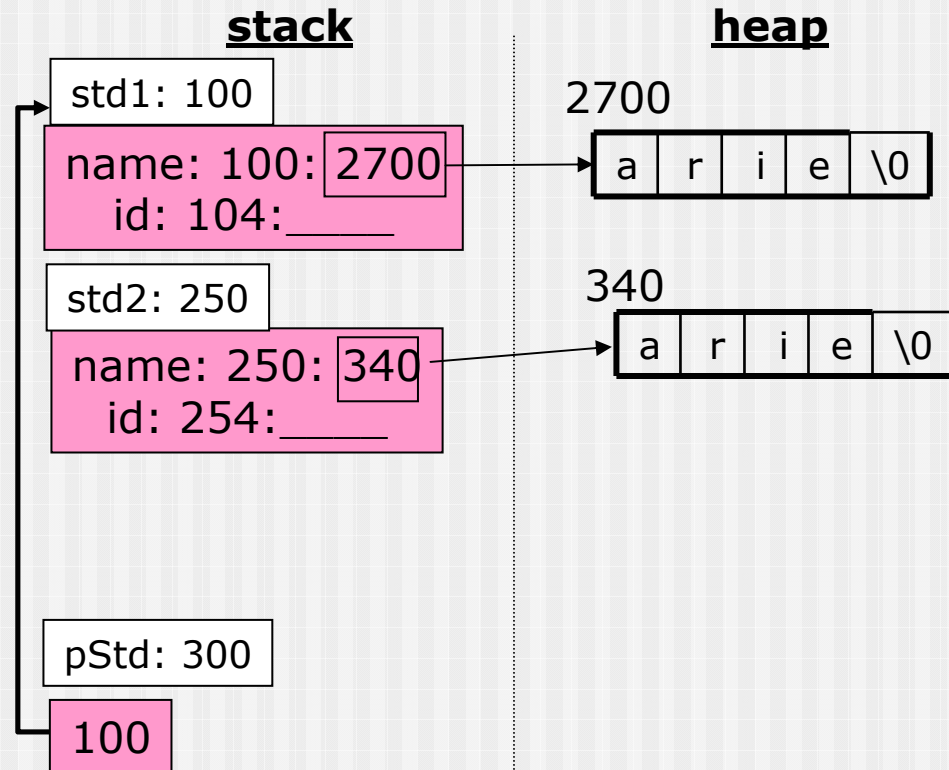 stack
heap
std1: 100
2700
name: 100: 2700
a r i e \0
id: 104:____
std2: 250
340
name: 250: 340
a r i e \0
id: 254:____
pStd: 300
100